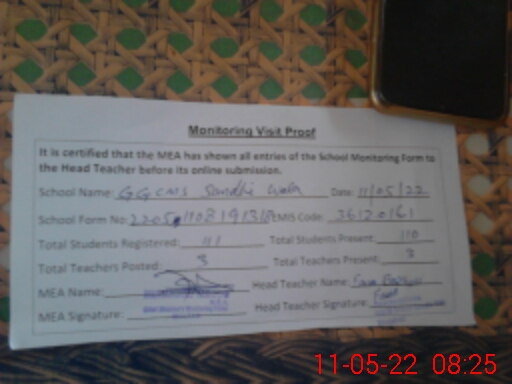 Monitoring Visit Proof
It is certified that the MEA has shown all entries of the School Monitoring Form to
the Head Teacher before its online submission.
School Name: GGCMS Sandhi Wala Date: 11/05/22
School Form No: EMIS Code: 36120161
Total Students Registered: 111 Total Students Present: 110
Total Teachers Posted: 3 Total Teachers Present: 3
MEA Name: Head Teacher Name:
MEA Signature: Head Teacher Signature:
11-05-22 08:25